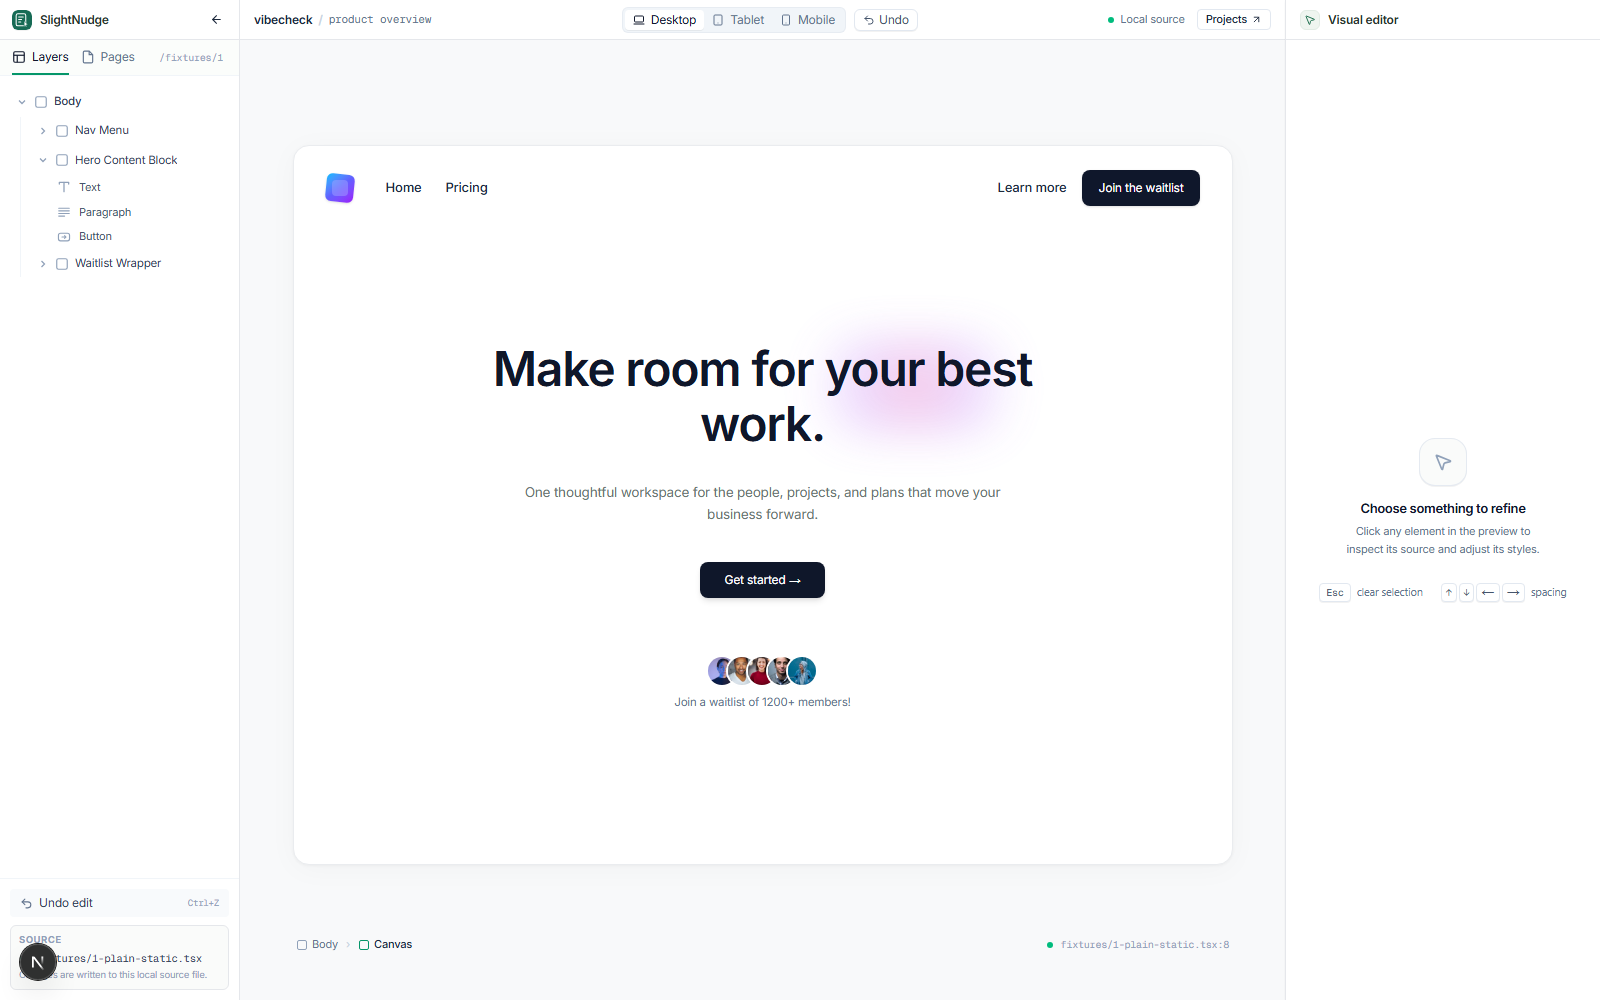 SlightNudge
vibecheck / product overview
Desktop
Tablet
Mobile
Undo
Local source
Projects
Visual editor
Layers
Pages
/fixtures/1
Body
Nav Menu
Hero Content Block
Text
Paragraph
Button
Waitlist Wrapper
Home
Pricing
Learn more
Join the waitlist
Make room for your best
work.
One thoughtful workspace for the people, projects, and plans that move your
business forward.
Get started →
Join a waitlist of 1200+ members!
Choose something to refine
Click any element in the preview to
inspect its source and adjust its styles.
Esc clear selection ↑ ↓ ← → spacing
Undo edit
Ctrl+Z
SOURCE
tures/1-plain-static.tsx
N
s are written to this local source file.
Body › Canvas
fixtures/1-plain-static.tsx:8